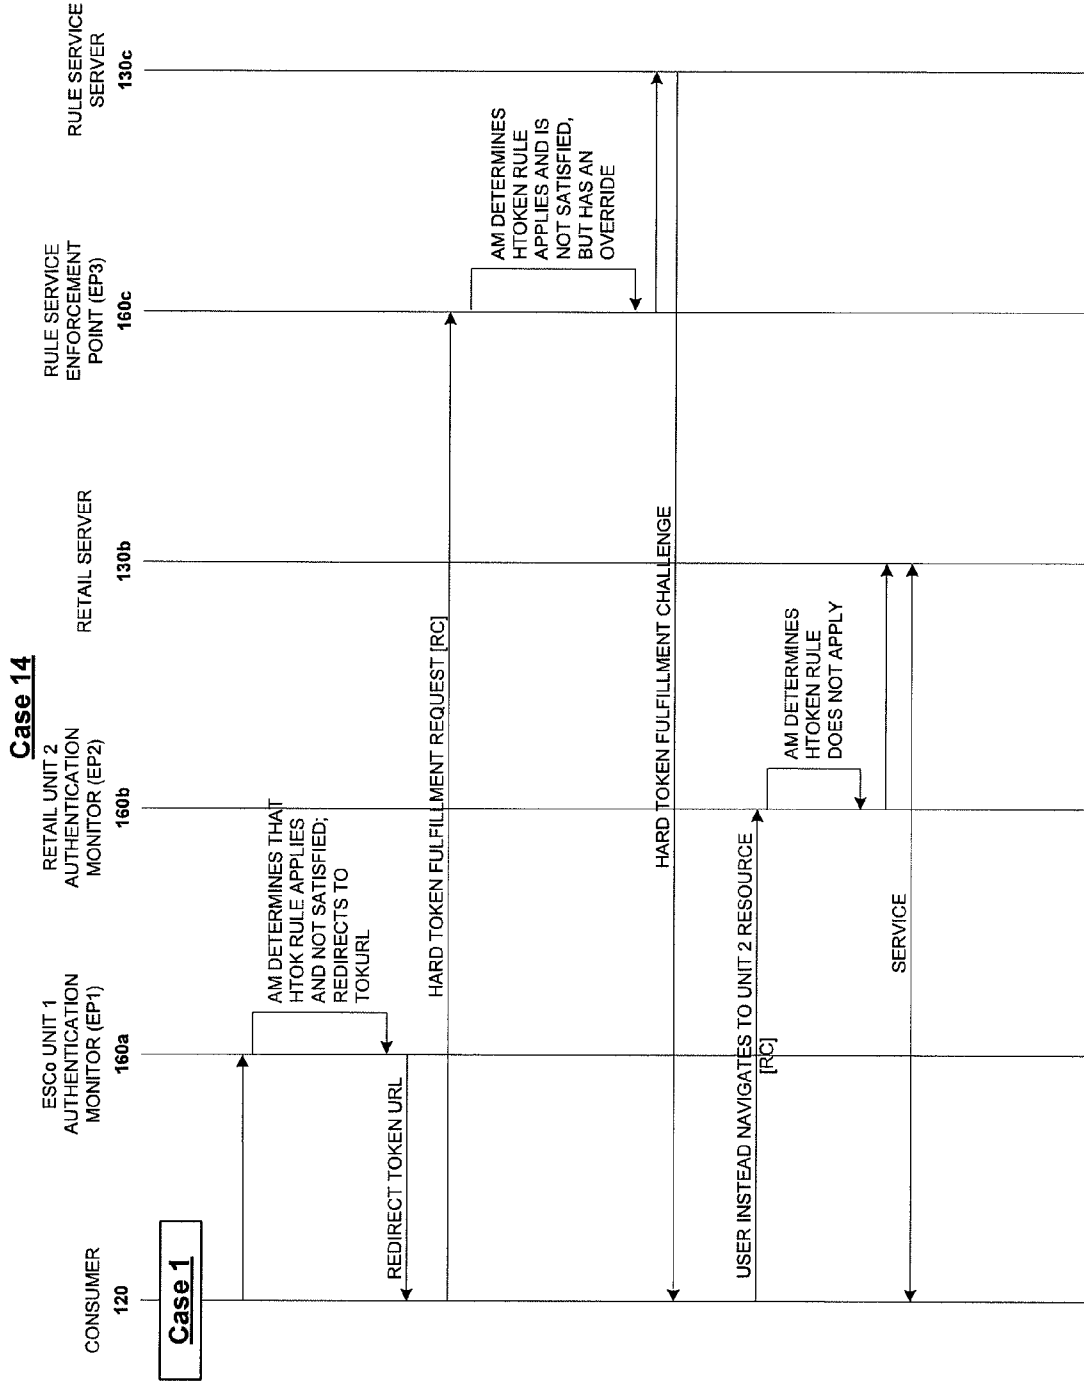 Case 14
CONSUMER
120
ESCo UNIT 1
AUTHENTICATION
MONITOR (EP1)
160a
RETAIL UNIT 2
AUTHENTICATION
MONITOR (EP2)
160b
RETAIL SERVER
130b
RULE SERVICE
ENFORCEMENT
POINT (EP3)
160c
RULE SERVICE
SERVER
130c
Case 1
AM DETERMINES THAT
HTOK RULE APPLIES
AND NOT SATISFIED;
REDIRECTS TO
TOKURL
REDIRECT TOKEN URL
HARD TOKEN FULFILLMENT REQUEST [RC]
AM DETERMINES
HTOKEN RULE
APPLIES AND IS
NOT SATISFIED,
BUT HAS AN
OVERRIDE
HARD TOKEN FULFILLMENT CHALLENGE
USER INSTEAD NAVIGATES TO UNIT 2 RESOURCE
[RC]
AM DETERMINES
HTOKEN RULE
DOES NOT APPLY
SERVICE